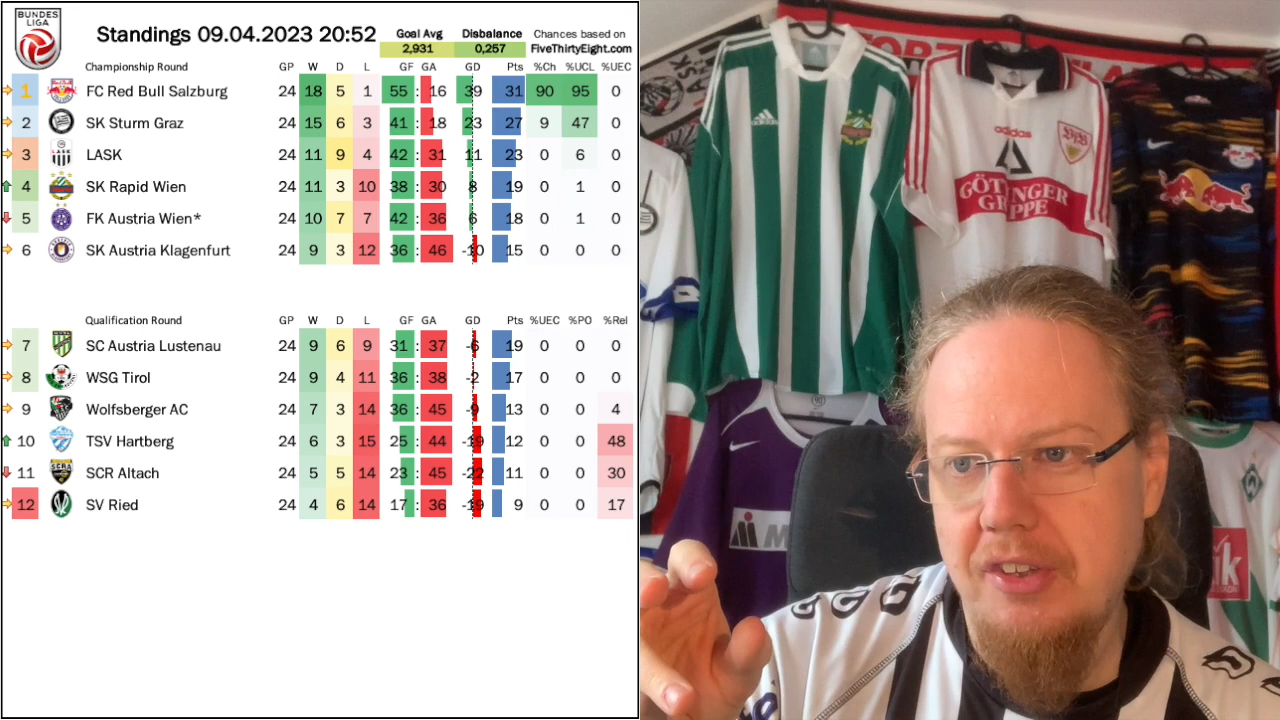 BUNDES
LIGA
Standings 09.04.2023 20:52
Goal Avg Disbalance Chances based on
2,931 0,257 FiveThirtyEight.com
Championship Round GP W D L GF GA GD Pts %Ch %UCL %UEC
1 FC Red Bull Salzburg 24 18 5 1 55 : 16 39 31 90 95 0
2 SK Sturm Graz 24 15 6 3 41 : 18 23 27 9 47 0
3 LASK 24 11 9 4 42 : 31 11 23 0 6 0
4 SK Rapid Wien 24 11 3 10 38 : 30 8 19 0 1 0
5 FK Austria Wien* 24 10 7 7 42 : 36 6 18 0 1 0
6 SK Austria Klagenfurt 24 9 3 12 36 : 46 -10 15 0 0 0
Qualification Round GP W D L GF GA GD Pts %UEC %PO %Rel
7 SC Austria Lustenau 24 9 6 9 31 : 37 -6 19 0 0 0
8 WSG Tirol 24 9 4 11 36 : 38 -2 17 0 0 0
9 Wolfsberger AC 24 7 3 14 36 : 45 -9 13 0 0 4
10 TSV Hartberg 24 6 3 15 25 : 44 -19 12 0 0 48
11 SCR Altach 24 5 5 14 23 : 45 -22 11 0 0 30
12 SV Ried 24 4 6 14 17 : 36 -19 9 0 0 17
LASK
adidas
adidas